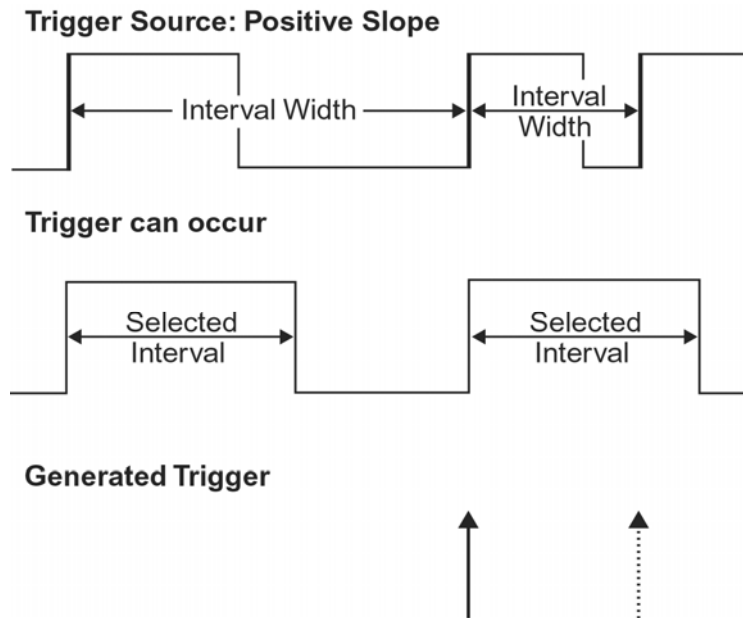 Trigger Source: Positive Slope
Interval Width
Interval
Width
Trigger can occur
Selected
Interval
Selected
Interval
Generated Trigger